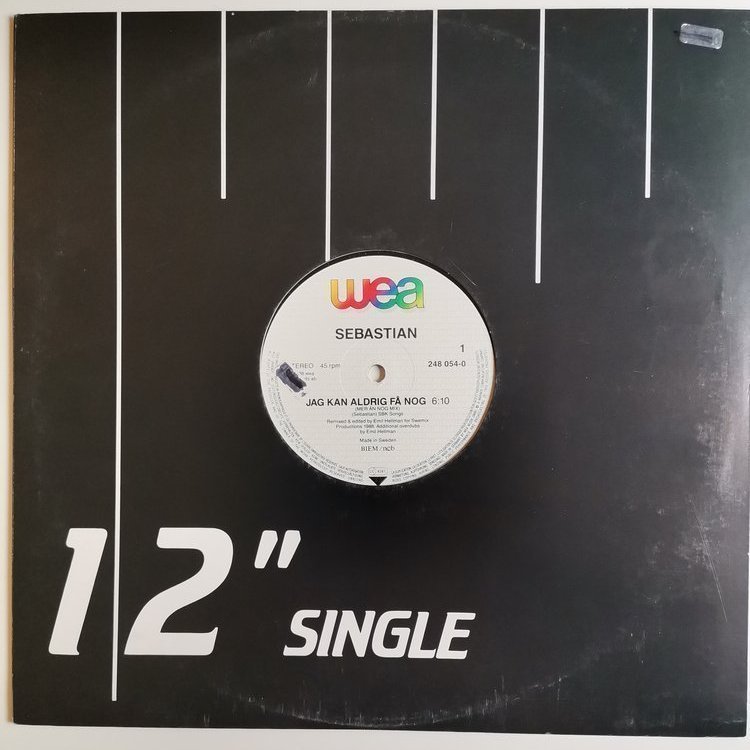 wea
SEBASTIAN
1
STEREO 45 rpm
248 054-0
JAG KAN ALDRIG FÅ NOG 6:10
(MER ÄN NOG MIX)
(Sebastian) SBK Songs
Remixed & edited by Emil Hellman for Swemix
Productions 1988. Additional overdubs
by Emil Hellman
Made in Sweden
BIEM/ncb
12" SINGLE